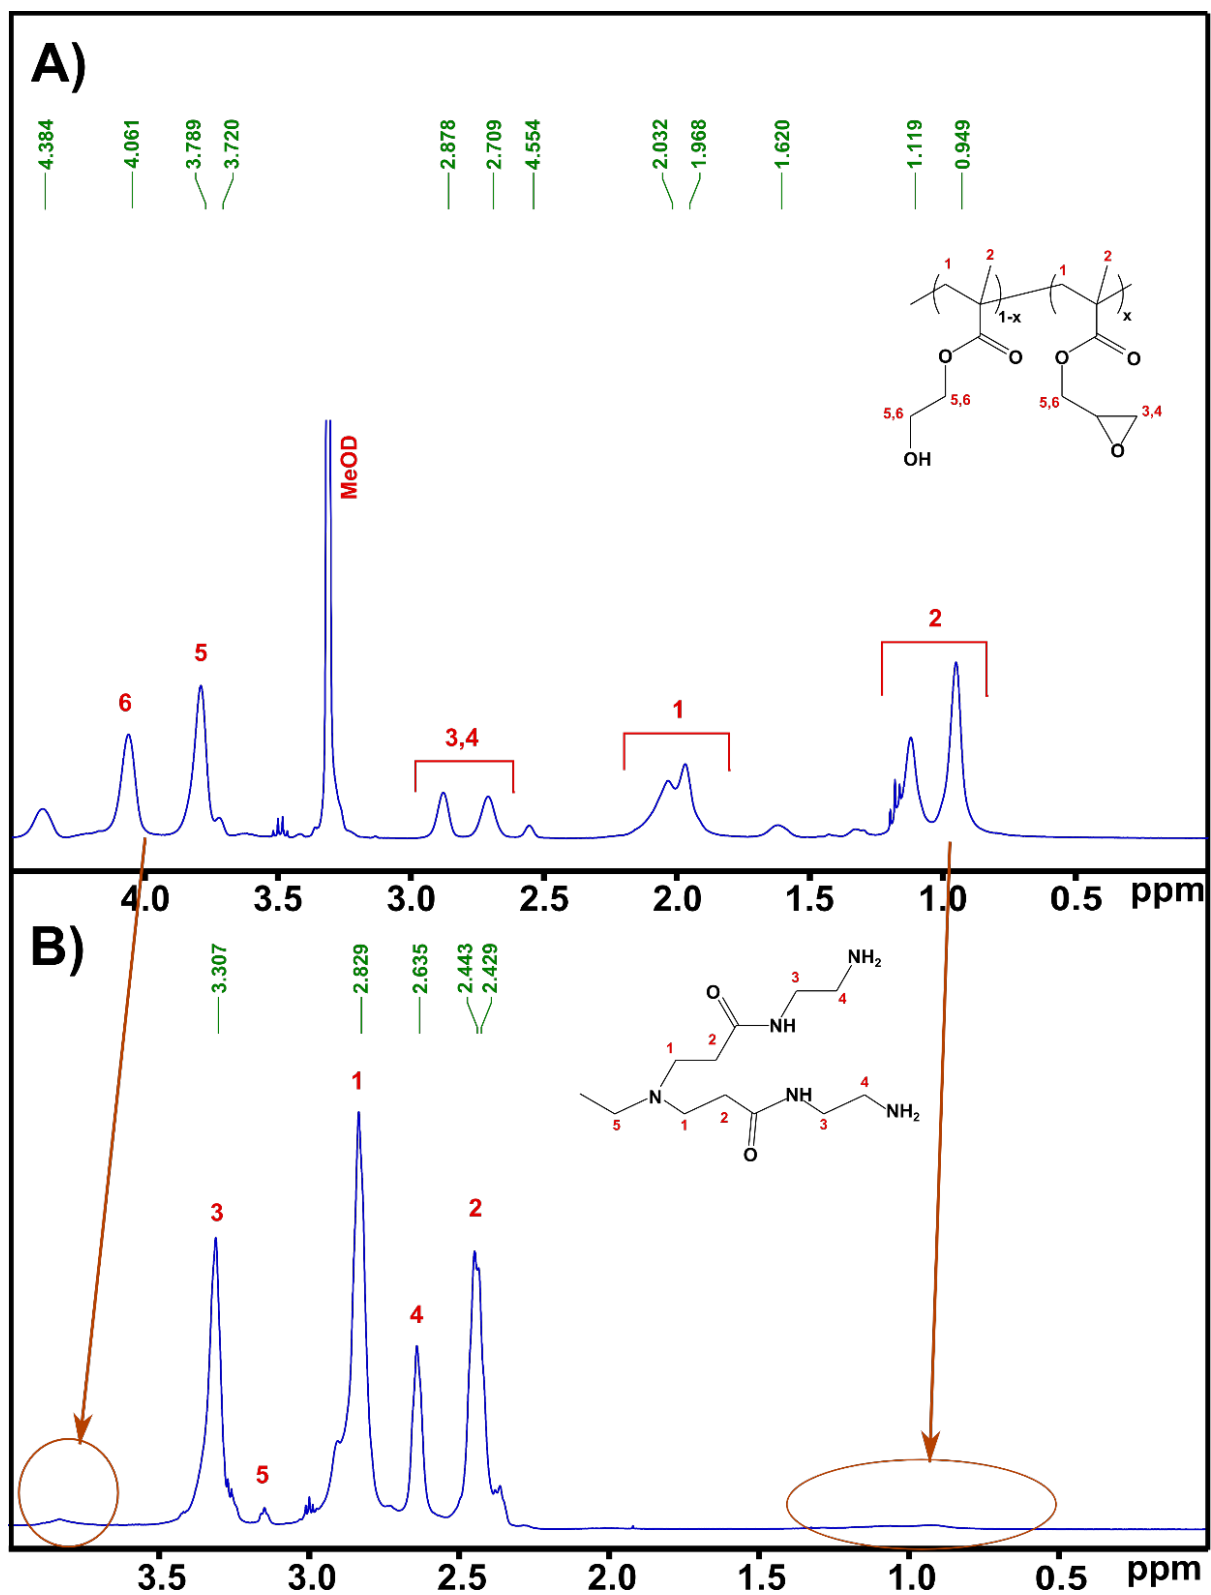 A)
4.384
4.061
3.789
3.720
2.878
2.709
4.554
2.032
1.968
1.620
1.119
0.949
1
2
1
2
1-x
x
O
O
O
O
5,6
5,6
5,6
3,4
OH
O
MeOD
6
5
3,4
1
2
4.0 3.5 3.0 2.5 2.0 1.5 1.0 0.5 ppm
B)
3.307
2.829
2.635
2.443
2.429
NH2
3
4
O
NH
2
1
N
5
1
2
O
NH
3
4
NH2
1
3
2
4
5
3.5 3.0 2.5 2.0 1.5 1.0 0.5 ppm